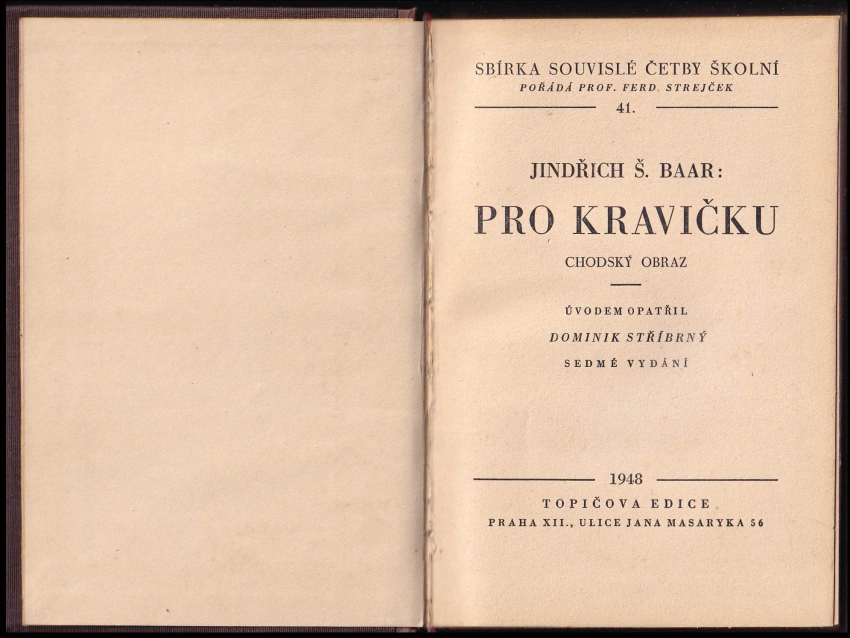 SBÍRKA SOUVISLÉ ČETBY ŠKOLNÍ
POŘÁDÁ PROF. FERD. STREJČEK
41.
JINDŘICH Š. BAAR:
PRO KRAVIČKU
CHODSKÝ OBRAZ
ÚVODEM OPATŘIL
DOMINIK STŘÍBRNÝ
SEDMÉ VYDÁNÍ
1948
TOPIČOVA EDICE
PRAHA XII., ULICE JANA MASARYKA 56